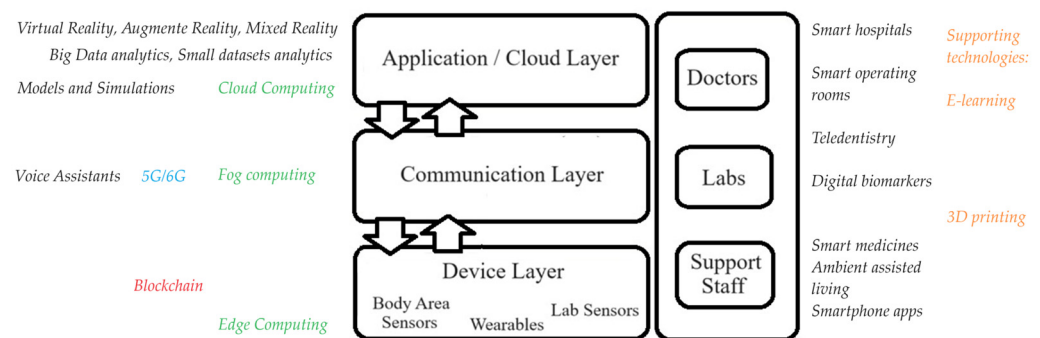 Virtual Reality, Augmente Reality, Mixed Reality
Big Data analytics, Small datasets analytics
Models and Simulations
Cloud Computing
Voice Assistants
5G/6G
Fog computing
Blockchain
Edge Computing
Application / Cloud Layer
Communication Layer
Device Layer
Body Area
Sensors
Wearables
Lab Sensors
Doctors
Labs
Support
Staff
Smart hospitals
Smart operating
rooms
Teledentistry
Digital biomarkers
Smart medicines
Ambient assisted
living
Smartphone apps
Supporting
technologies:
E-learning
3D printing